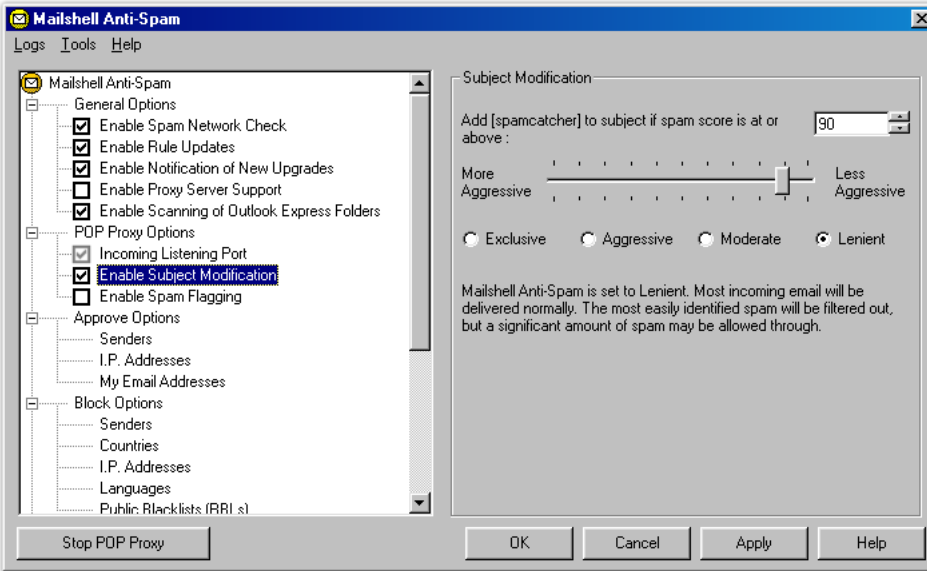 Mailshell Anti-Spam
Logs Tools Help
Mailshell Anti-Spam
General Options
Enable Spam Network Check
Enable Rule Updates
Enable Notification of New Upgrades
Enable Proxy Server Support
Enable Scanning of Outlook Express Folders
POP Proxy Options
Incoming Listening Port
Enable Subject Modification
Enable Spam Flagging
Approve Options
Senders
I.P. Addresses
My Email Addresses
Block Options
Senders
Countries
I.P. Addresses
Languages
Public Blacklists (RBLs)
Subject Modification
Add [spamcatcher] to subject if spam score is at or
above :
90
More
Aggressive
Less
Aggressive
Exclusive Aggressive Moderate Lenient
Mailshell Anti-Spam is set to Lenient. Most incoming email will be
delivered normally. The most easily identified spam will be filtered out,
but a significant amount of spam may be allowed through.
Stop POP Proxy OK Cancel Apply Help